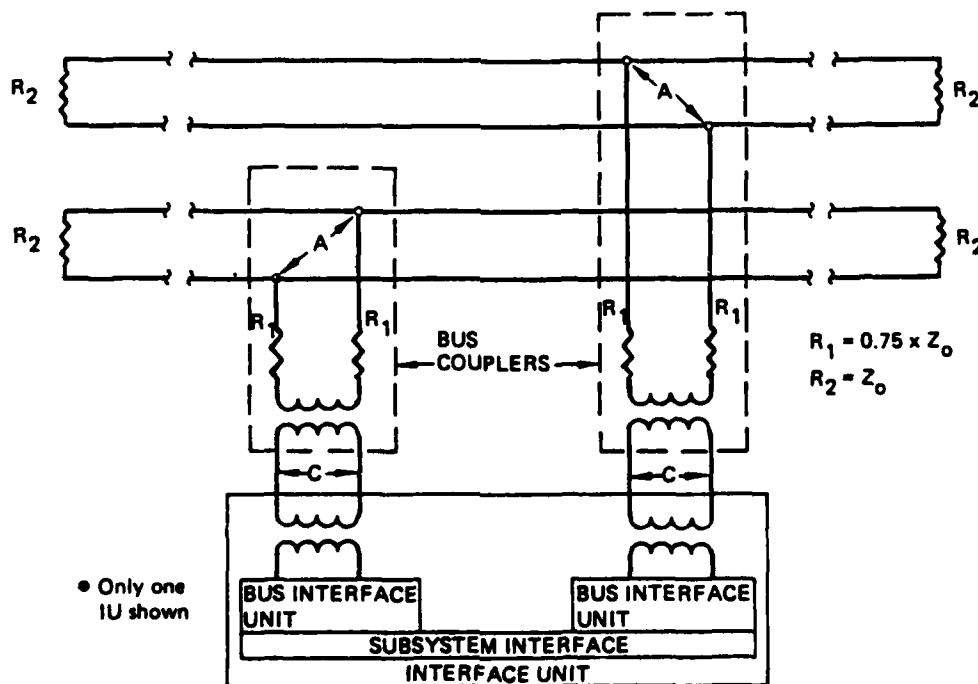 R2
A
R2
R2
A
R2
R1
R1
R1
R1
BUS
COUPLERS
R1 = 0.75 x Zo
R2 = Zo
C
C
● Only one
IU shown
BUS INTERFACE
UNIT
BUS INTERFACE
UNIT
SUBSYSTEM INTERFACE
INTERFACE UNIT